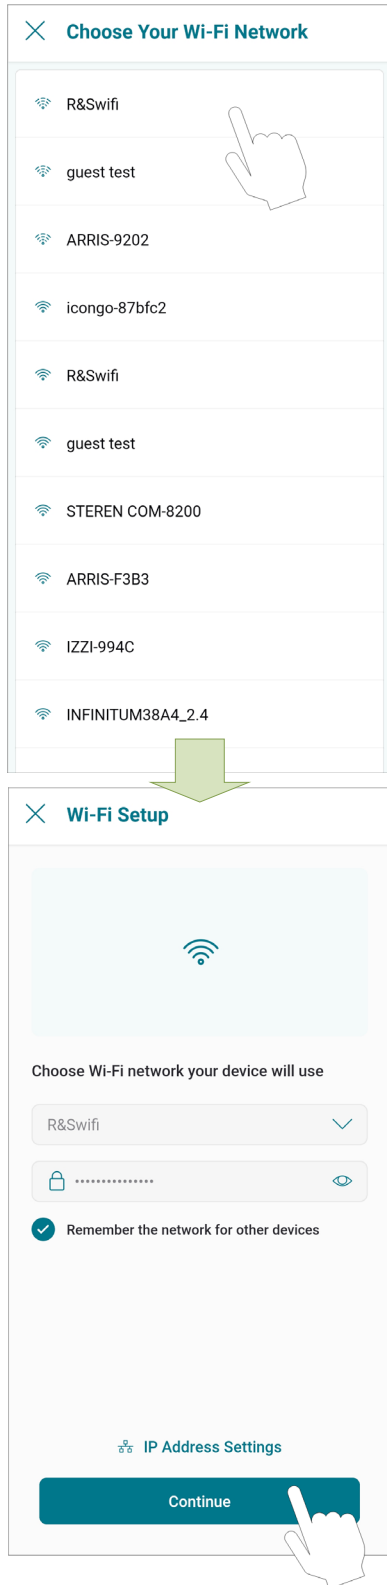 Choose Your Wi-Fi Network
R&Swifi
guest test
ARRIS-9202
icongo-87bfc2
R&Swifi
guest test
STEREN COM-8200
ARRIS-F3B3
IZZI-994C
INFINITUM38A4_2.4
Wi-Fi Setup
Choose Wi-Fi network your device will use
R&Swifi
•••••••••••••••
Remember the network for other devices
IP Address Settings
Continue